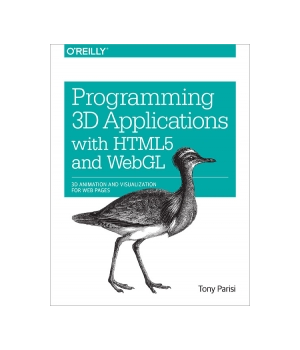 O'REILLY®
Programming
3D Applications
with HTML5
and WebGL
3D ANIMATION AND VISUALIZATION
FOR WEB PAGES
Tony Parisi